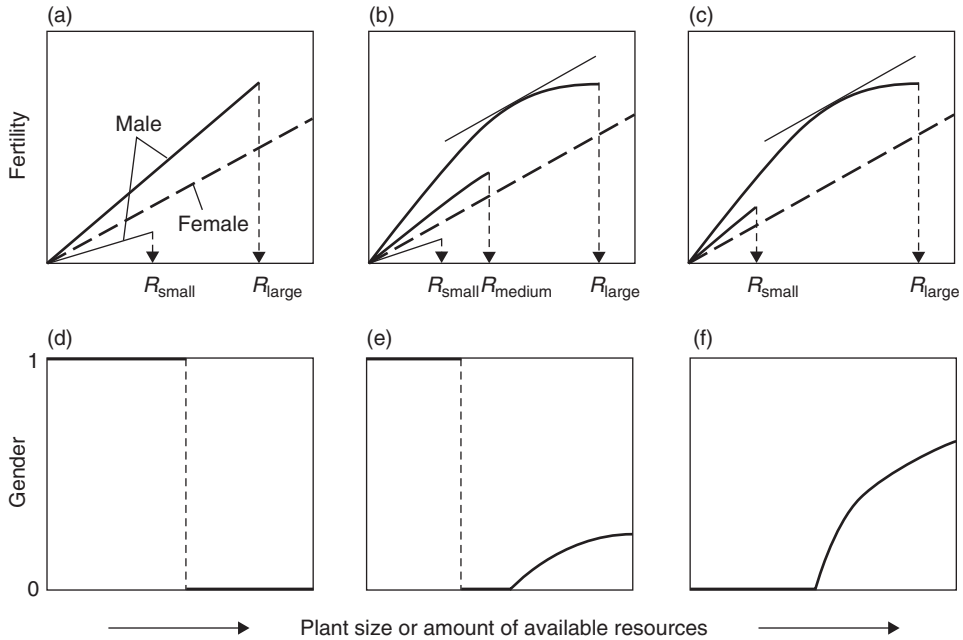 (a) (b) (c)
Fertility
Male
Female
R_small R_large
R_small R_medium R_large
R_small R_large
(d) (e) (f)
Gender
1
0
Plant size or amount of available resources